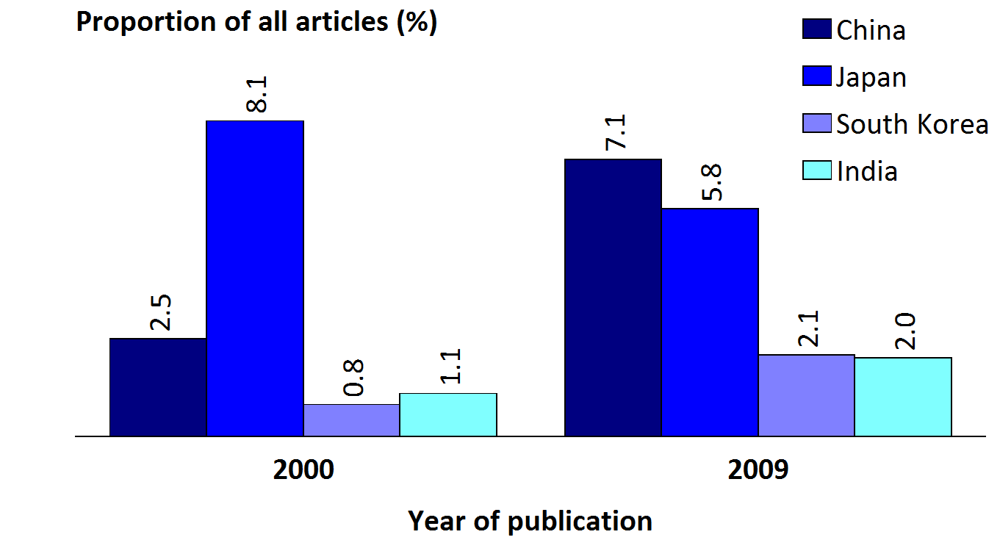 Proportion of all articles (%)
China
Japan
South Korea
India
2.5
8.1
0.8
1.1
7.1
5.8
2.1
2.0
2000
2009
Year of publication